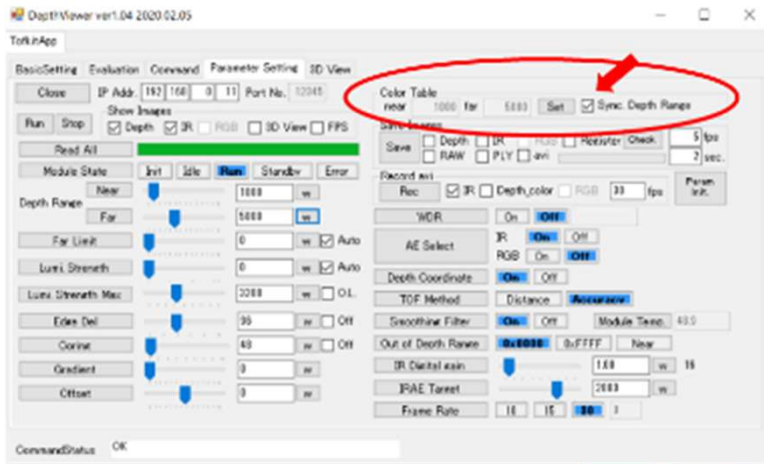 DepthViewer ver1.04 2020.02.05
TofKitApp
BasicSetting Evaluation Command Parameter Setting 3D View
Close IP Addr. 192 168 0 11 Port No. 12345
Show Images
Run Stop Depth IR RGB 3D View FPS
Read All
Module State Init Idle Run Standby Error
Depth Range
Near 1000 w
Far 5000 w
Far Limit 0 w Auto
Lumi. Strength 0 w Auto
Lumi. Strength Max 3200 w O.L.
Edge Del 96 w Off
Coring 48 w Off
Gradient 0 w
Offset 0 w
Color Table
near 1000 far 5000 Set Sync. Depth Range
Save Images
Save Depth IR RGB Register Check 5 fps
RAW PLY avi 2 sec.
Record avi
Rec IR Depth_color RGB 30 fps
Param Init.
WDR On Off
AE Select
IR On Off
RGB On Off
Depth Coordinate On Off
TOF Method Distance Accuracy
Smoothing Filter On Off Module Temp.
Out of Depth Range 0x0000 0xFFFF Near
IR Digital gain 1.00 w 16
IRAE Target w
Frame Rate 10 15 30
CommandStatus OK